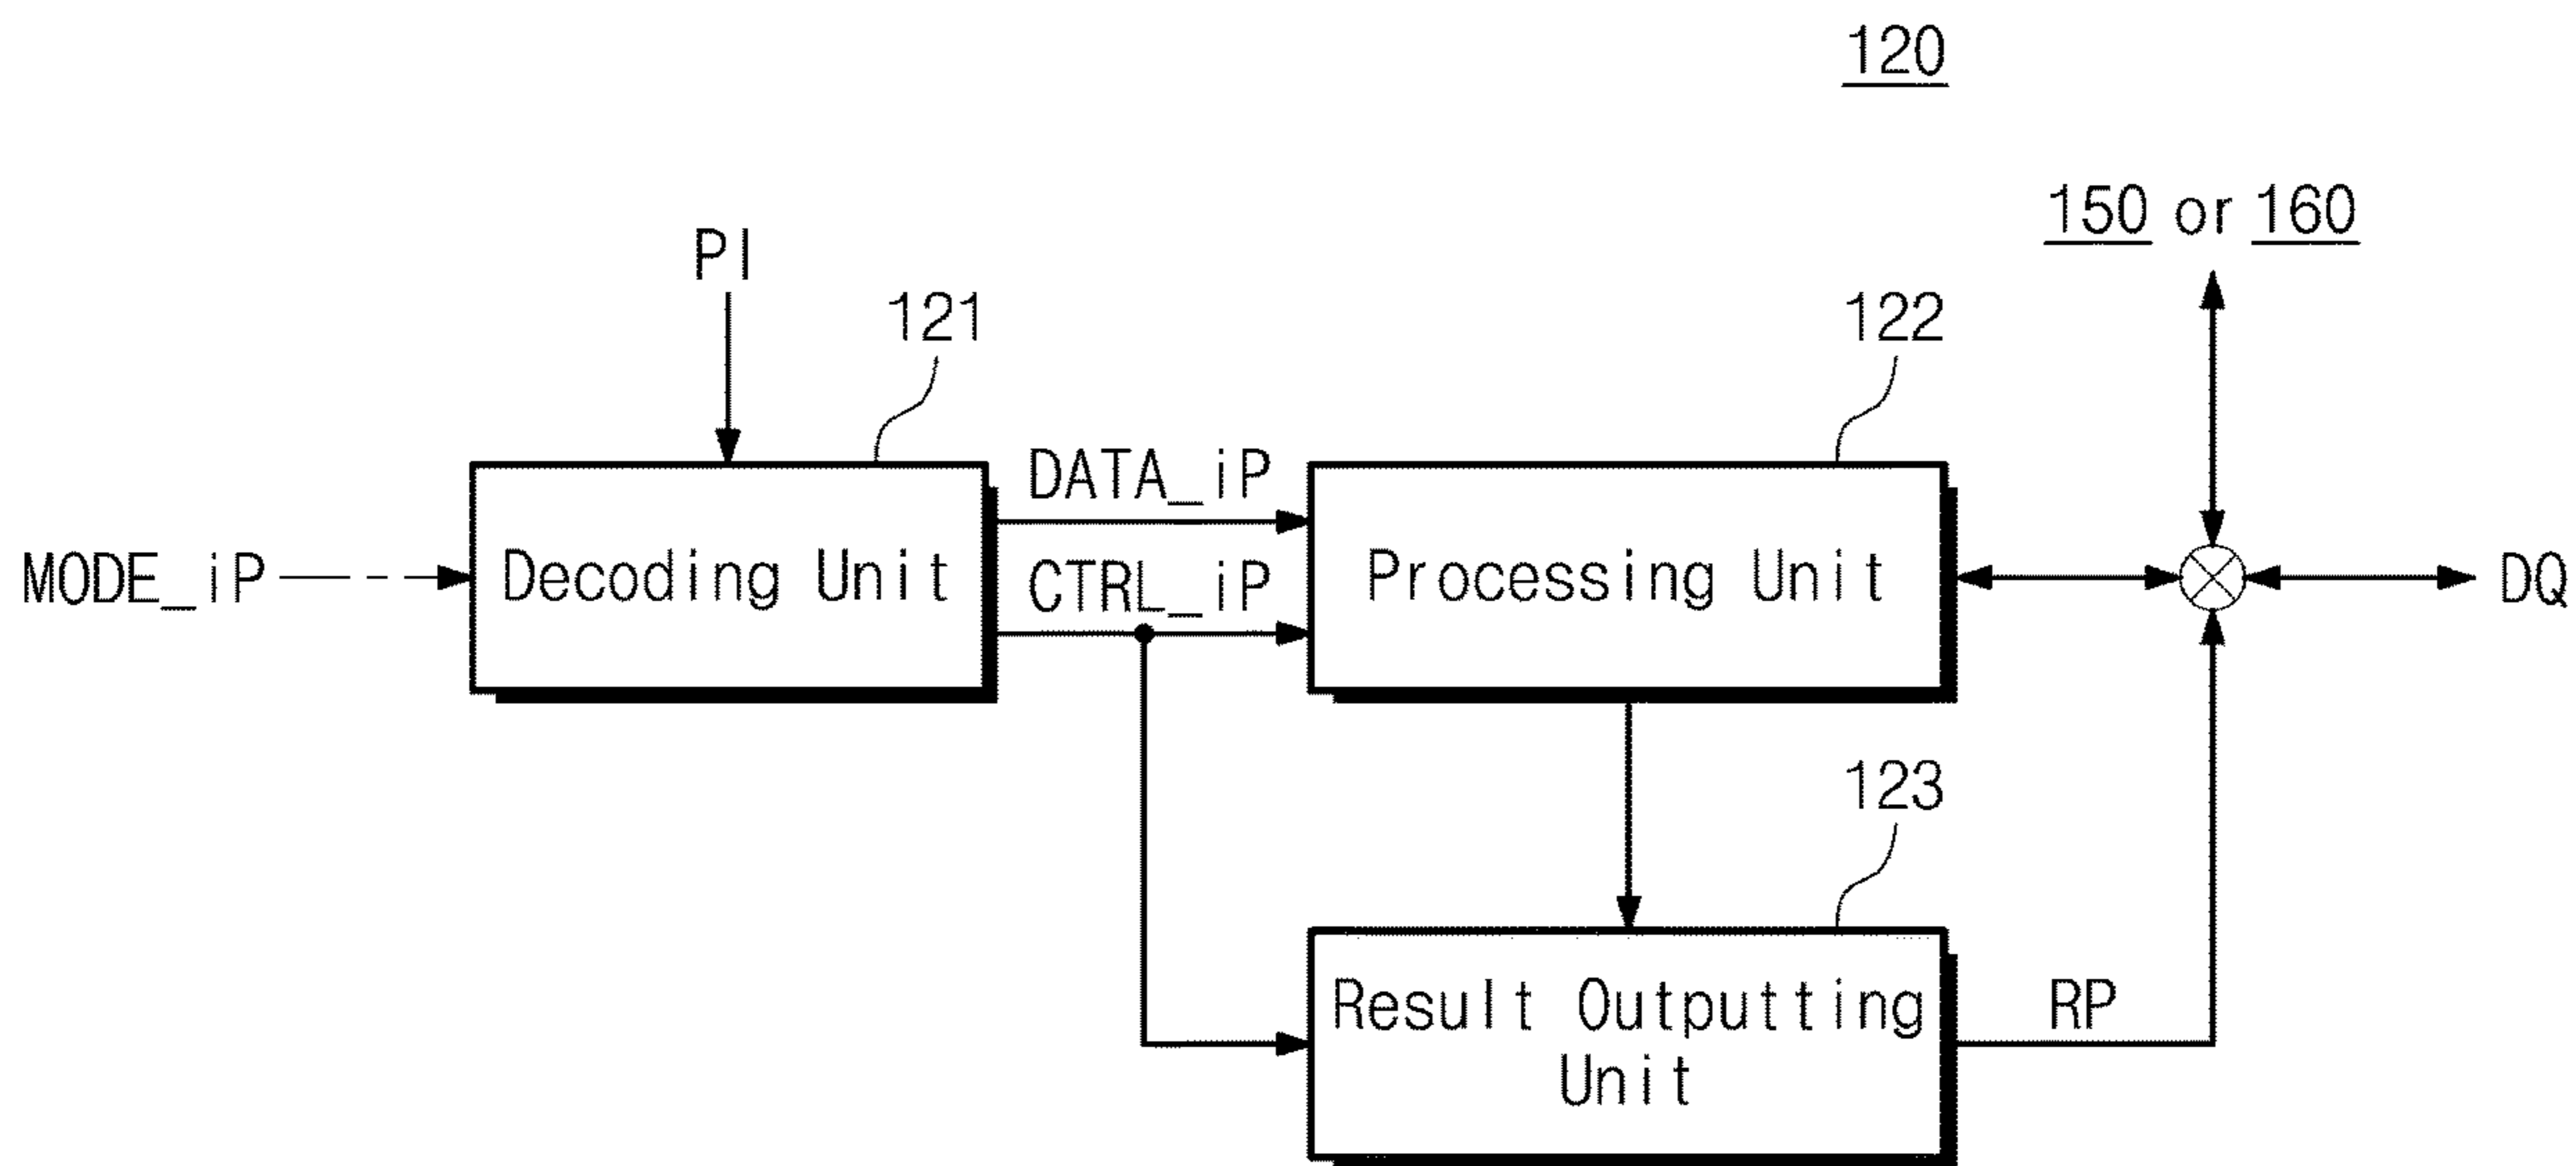 120
150 or 160
PI
121
122
DATA_iP
MODE_iP
Decoding Unit
CTRL_iP
Processing Unit
DQ
123
Result Outputting
Unit
RP